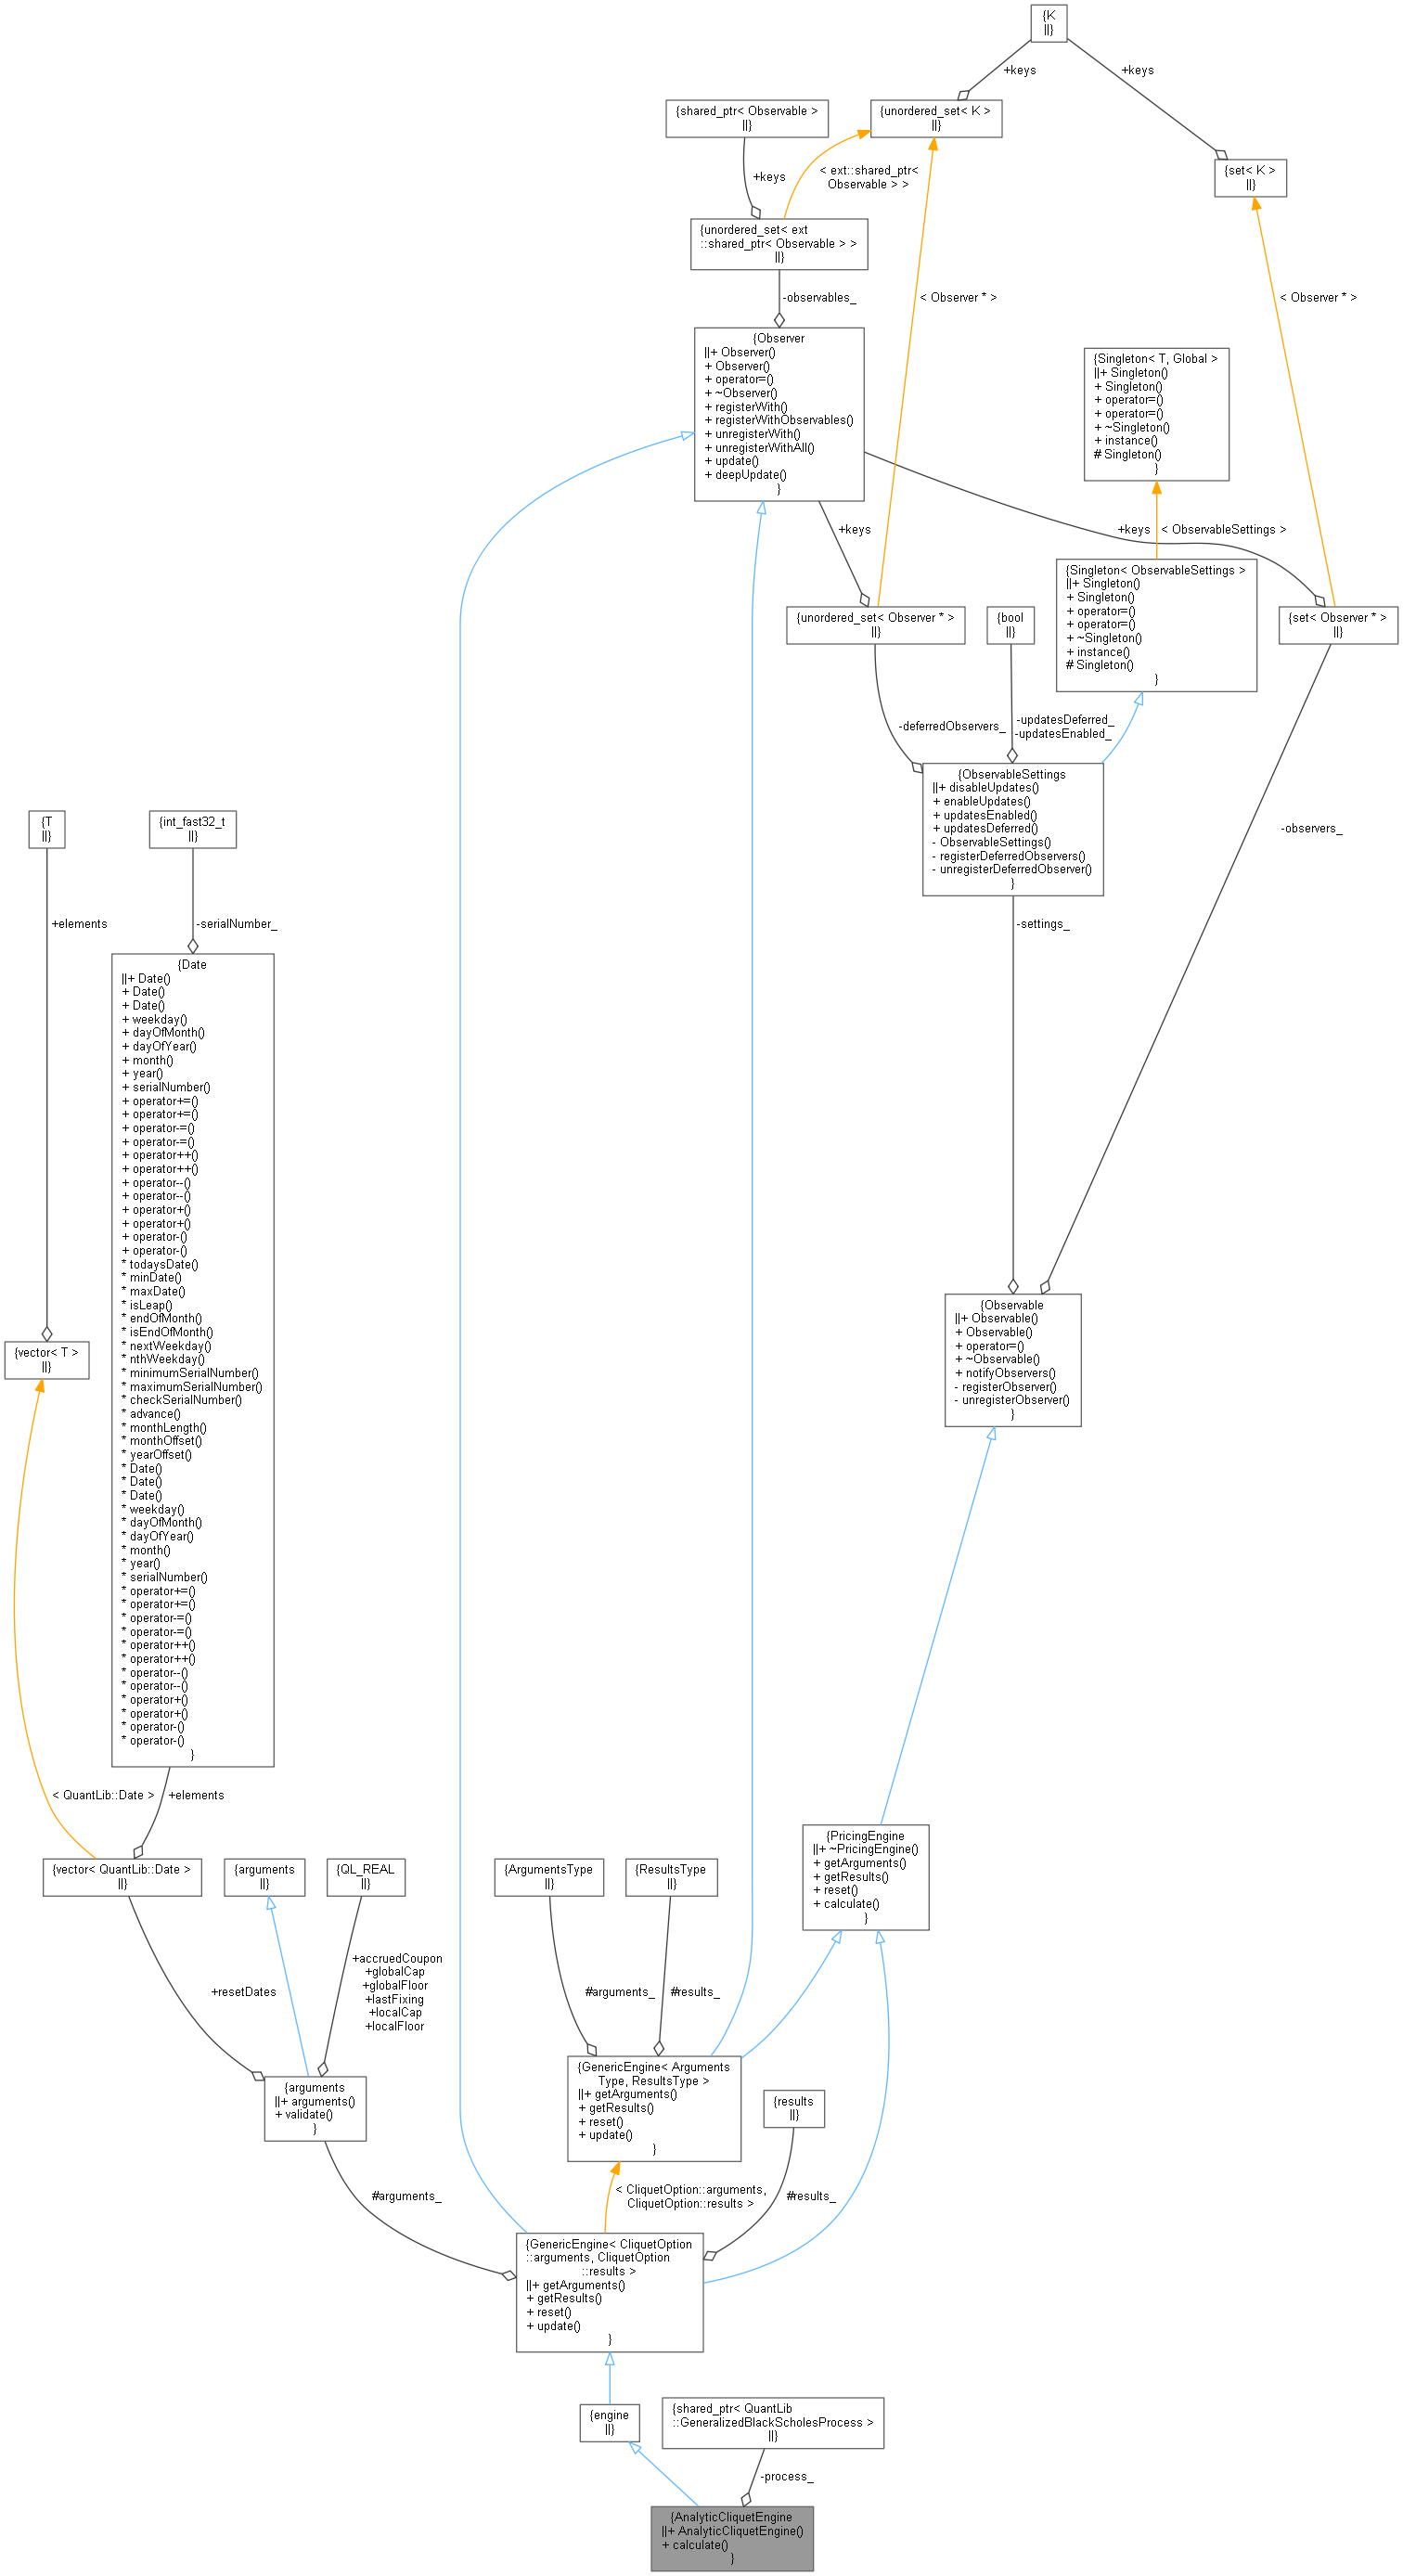 {K
||}
+keys
+keys
{shared_ptr< Observable >
||}
{unordered_set< K >
||}
+keys
< ext::shared_ptr<
Observable > >
{set< K >
||}
{unordered_set< ext
::shared_ptr< Observable > >
||}
-observables_
< Observer * >
< Observer * >
{Observer
||+ Observer()
+ Observer()
+ operator=()
+ ~Observer()
+ registerWith()
+ registerWithObservables()
+ unregisterWith()
+ unregisterWithAll()
+ update()
+ deepUpdate()
}
{Singleton< T, Global >
||+ Singleton()
+ Singleton()
+ operator=()
+ operator=()
+ ~Singleton()
+ instance()
# Singleton()
}
+keys
+keys
< ObservableSettings >
{Singleton< ObservableSettings >
||+ Singleton()
+ Singleton()
+ operator=()
+ operator=()
+ ~Singleton()
+ instance()
# Singleton()
}
{unordered_set< Observer * >
||}
{bool
||}
{set< Observer * >
||}
-deferredObservers_
-updatesDeferred_
-updatesEnabled_
{ObservableSettings
||+ disableUpdates()
+ enableUpdates()
+ updatesEnabled()
+ updatesDeferred()
- ObservableSettings()
- registerDeferredObservers()
- unregisterDeferredObserver()
}
-observers_
{T
||}
{int_fast32_t
||}
+elements
-serialNumber_
-settings_
{Date
||+ Date()
+ Date()
+ Date()
+ weekday()
+ dayOfMonth()
+ dayOfYear()
+ month()
+ year()
+ serialNumber()
+ operator+=()
+ operator+=()
+ operator-=()
+ operator-=()
+ operator++()
+ operator++()
+ operator--()
+ operator--()
+ operator+()
+ operator+()
+ operator-()
+ operator-()
* todaysDate()
* minDate()
* maxDate()
* isLeap()
* endOfMonth()
* isEndOfMonth()
* nextWeekday()
* nthWeekday()
* minimumSerialNumber()
* maximumSerialNumber()
* checkSerialNumber()
* advance()
* monthLength()
* monthOffset()
* yearOffset()
* Date()
* Date()
* Date()
* weekday()
* dayOfMonth()
* dayOfYear()
* month()
* year()
* serialNumber()
* operator+=()
* operator+=()
* operator-=()
* operator-=()
* operator++()
* operator++()
* operator--()
* operator--()
* operator+()
* operator+()
* operator-()
* operator-()
}
{vector< T >
||}
{Observable
||+ Observable()
+ Observable()
+ operator=()
+ ~Observable()
+ notifyObservers()
- registerObserver()
- unregisterObserver()
}
< QuantLib::Date >
+elements
{vector< QuantLib::Date >
||}
{arguments
||}
{QL_REAL
||}
{ArgumentsType
||}
{ResultsType
||}
{PricingEngine
||+ ~PricingEngine()
+ getArguments()
+ getResults()
+ reset()
+ calculate()
}
+resetDates
+accruedCoupon
+globalCap
+globalFloor
+lastFixing
+localCap
+localFloor
#arguments_
#results_
{arguments
||+ arguments()
+ validate()
}
{GenericEngine< Arguments
Type, ResultsType >
||+ getArguments()
+ getResults()
+ reset()
+ update()
}
{results
||}
#arguments_
< CliquetOption::arguments,
CliquetOption::results >
#results_
{GenericEngine< CliquetOption
::arguments, CliquetOption
::results >
||+ getArguments()
+ getResults()
+ reset()
+ update()
}
{engine
||}
{shared_ptr< QuantLib
::GeneralizedBlackScholesProcess >
||}
-process_
{AnalyticCliquetEngine
||+ AnalyticCliquetEngine()
+ calculate()
}